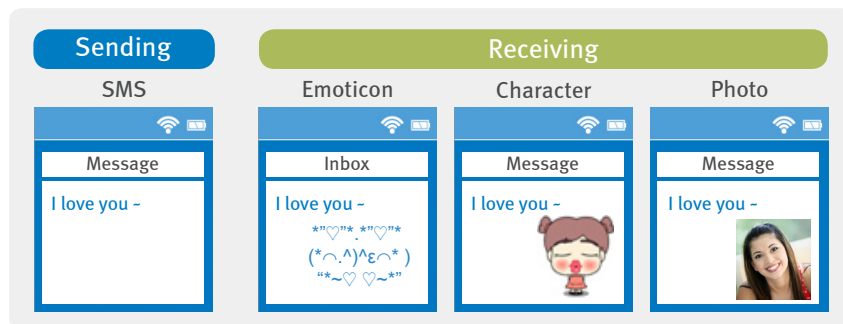 Sending
Receiving
SMS
Emoticon
Character
Photo
Message
Inbox
Message
Message
I love you ~
I love you ~
I love you ~
I love you ~
*”♡”*.*”♡”*
(*⌒.^)^ε⌒* )
“*~♡ ♡~*”